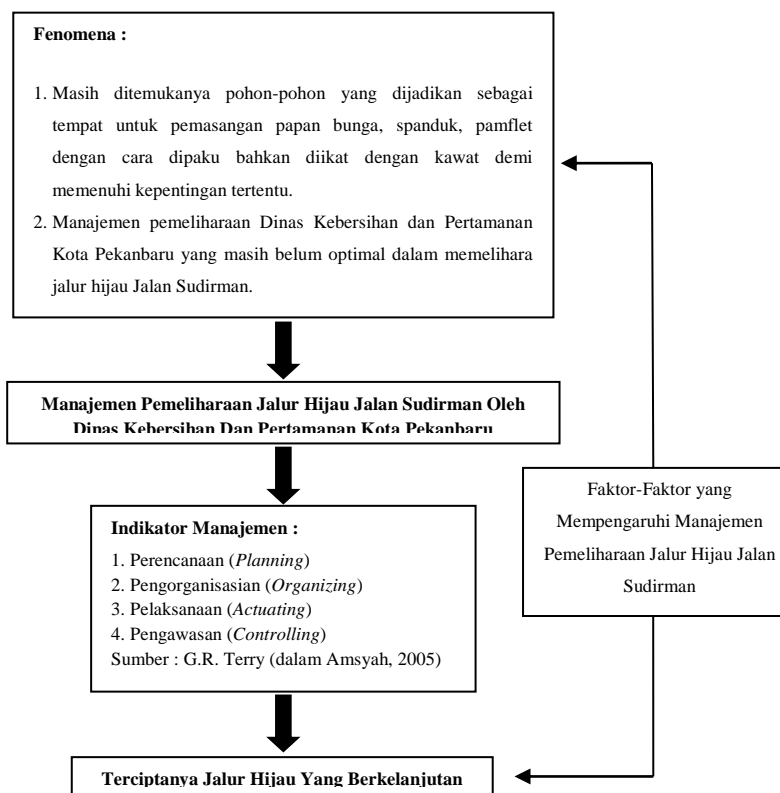 Fenomena :
1. Masih ditemukanya pohon-pohon yang dijadikan sebagai
tempat untuk pemasangan papan bunga, spanduk, pamflet
dengan cara dipaku bahkan diikat dengan kawat demi
memenuhi kepentingan tertentu.
2. Manajemen pemeliharaan Dinas Kebersihan dan Pertamanan
Kota Pekanbaru yang masih belum optimal dalam memelihara
jalur hijau Jalan Sudirman.
Manajemen Pemeliharaan Jalur Hijau Jalan Sudirman Oleh
Dinas Kebersihan Dan Pertamanan Kota Pekanbaru
Faktor-Faktor yang
Mempengaruhi Manajemen
Pemeliharaan Jalur Hijau Jalan
Sudirman
Indikator Manajemen :
1. Perencanaan (Planning)
2. Pengorganisasian (Organizing)
3. Pelaksanaan (Actuating)
4. Pengawasan (Controlling)
Sumber : G.R. Terry (dalam Amsyah, 2005)
Terciptanya Jalur Hijau Yang Berkelanjutan